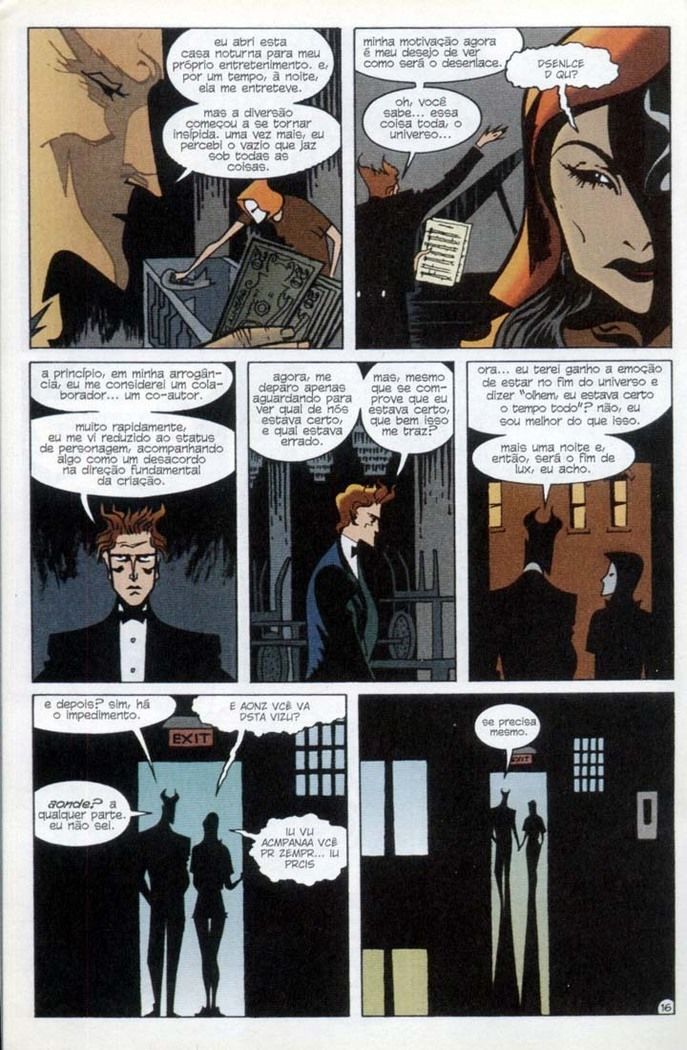 eu abri esta
casa noturna para meu
próprio entretenimento. e,
por um tempo, à noite,
ela me entreteve.
mas a diversão
começou a se tornar
insípida. uma vez mais, eu
percebi o vazio que jaz
sob todas as
coisas.
minha motivação agora
é meu desejo de ver
como será o desenlace.
DSENLCE
D QU?
oh, você
sabe... essa
coisa toda, o
universo...
a princípio, em minha arrogân-
cia, eu me considerei um cola-
borador... um co-autor.
muito rapidamente,
eu me vi reduzido ao status
de personagem, acompanhando
algo como um desacordo
na direção fundamental
da criação.
agora, me
deparo apenas
aguardando para
ver qual de nós
estava certo,
e qual estava
errado.
mas, mesmo
que se com-
prove que eu
estava certo,
que bem isso
me traz?
ora... eu terei ganho a emoção
de estar no fim do universo e
dizer "olhem, eu estava certo
o tempo todo"? não, eu
sou melhor do que isso.
mais uma noite e,
então, será o fim de
lux, eu acho.
e depois? sim, há
o impedimento.
E AONZ VCÊ VA
DSTA VIZU?
EXIT
aonde? a
qualquer parte.
eu não sei.
IU VU
ACMPANAA VCÊ
PR ZEMPR... IU
PRCIS
se precisa
mesmo.
EXIT
16